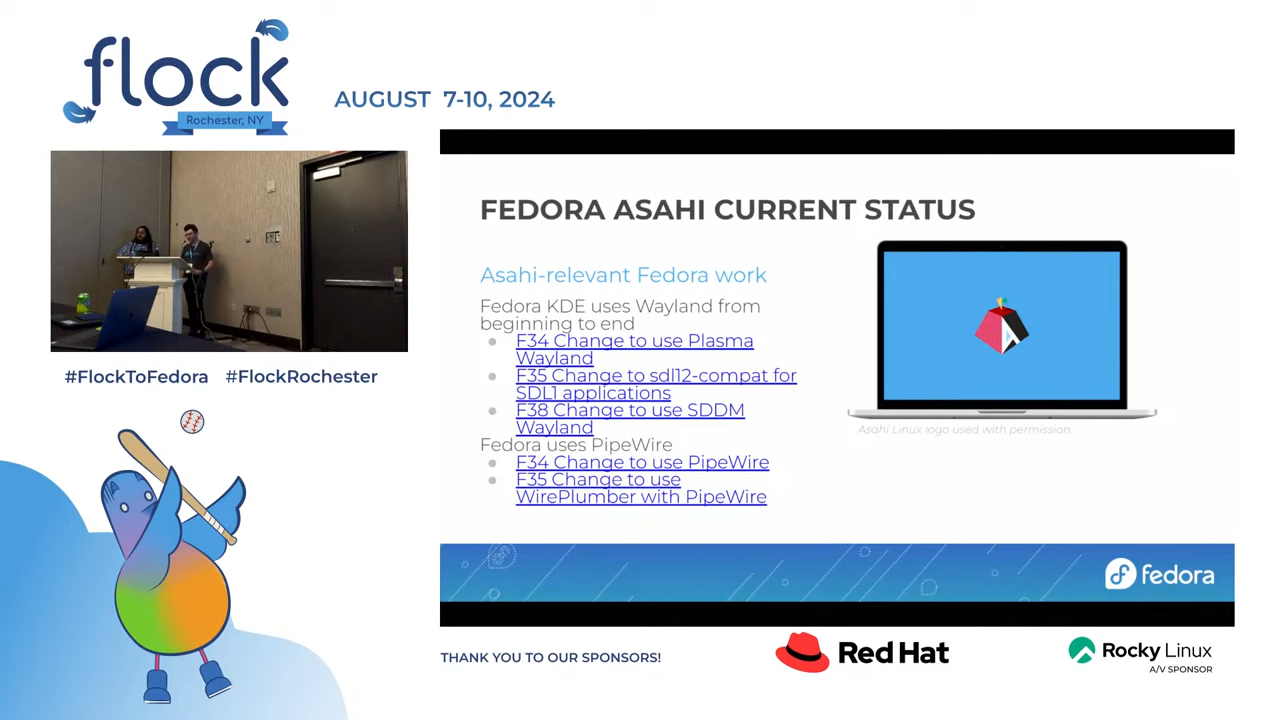 flock
Rochester, NY
AUGUST 7-10, 2024
FEDORA ASAHI CURRENT STATUS
Asahi-relevant Fedora work
Fedora KDE uses Wayland from
beginning to end
F34 Change to use Plasma
Wayland
F35 Change to sdl12-compat for
SDL1 applications
F38 Change to use SDDM
Wayland
Fedora uses PipeWire
F34 Change to use PipeWire
F35 Change to use
WirePlumber with PipeWire
Asahi Linux logo used with permission.
fedora
#FlockToFedora #FlockRochester
THANK YOU TO OUR SPONSORS!
Red Hat
Rocky Linux
A/V SPONSOR